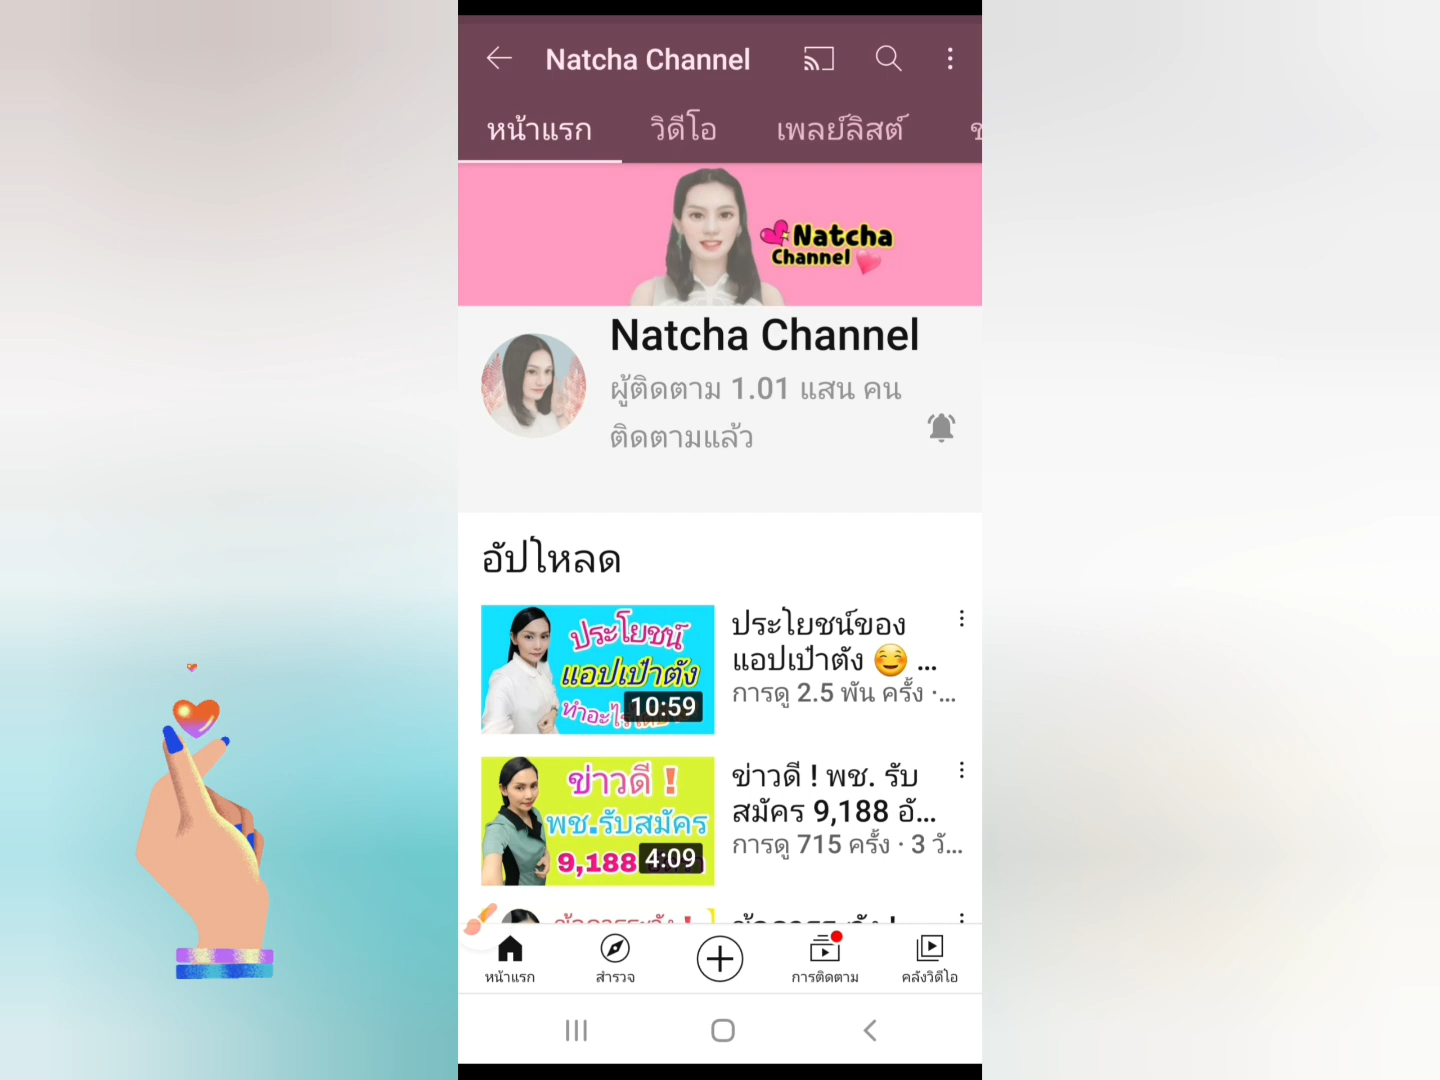 Natcha Channel
หน้าแรก วิดีโอ เพลย์ลิสต์
Natcha
Channel
Natcha Channel
ผู้ติดตาม 1.01 แสน คน
ติดตามแล้ว
อัปโหลด
ประโยชน์
แอปเป๋าตัง
10:59
ประโยชน์ของ
แอปเป๋าตัง 😊 ...
การดู 2.5 พัน ครั้ง ·...
ข่าวดี !
พช.รับสมัคร
9,188
4:09
ข่าวดี ! พช. รับ
สมัคร 9,188 อั...
การดู 715 ครั้ง · 3 วั...
หน้าแรก
สำรวจ
การติดตาม
คลังวิดีโอ